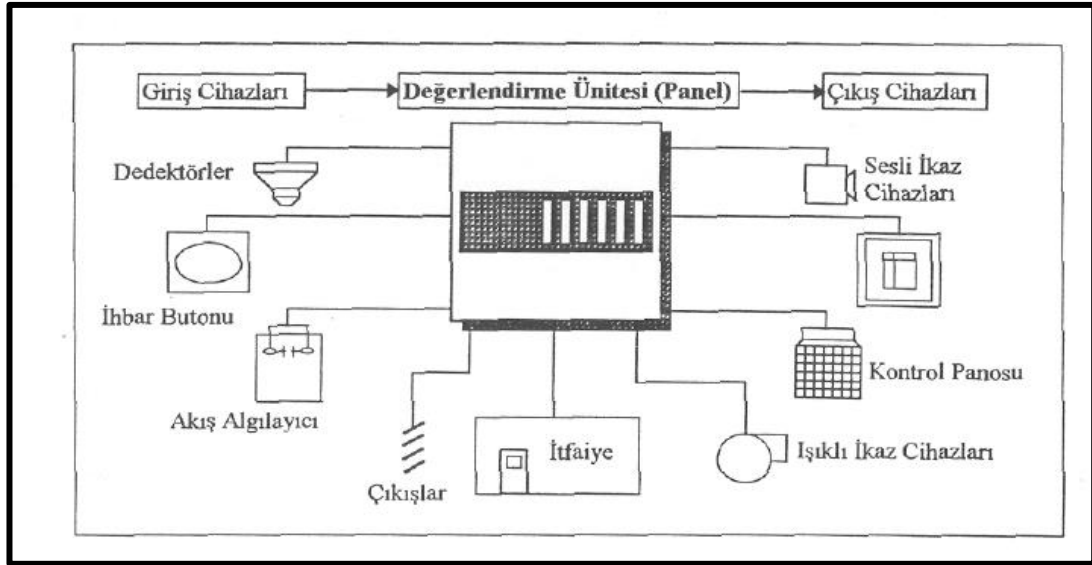 Giriş Cihazları
Değerlendirme Ünitesi (Panel)
Çıkış Cihazları
Dedektörler
Sesli İkaz
Cihazları
İhbar Butonu
Kontrol Panosu
Akış Algılayıcı
İtfaiye
Işıklı İkaz Cihazları
Çıkışlar